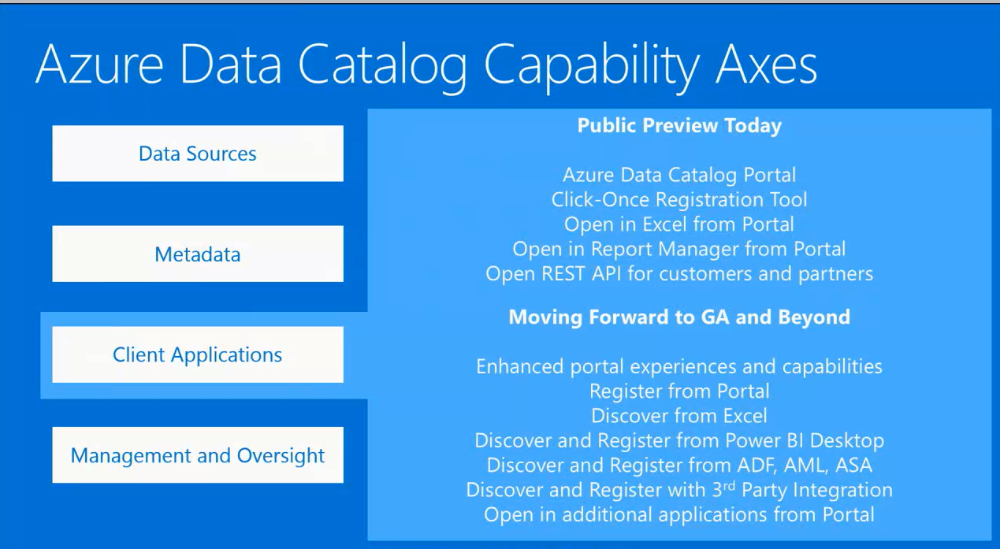 Azure Data Catalog Capability Axes
Data Sources
Metadata
Client Applications
Management and Oversight
Public Preview Today
Azure Data Catalog Portal
Click-Once Registration Tool
Open in Excel from Portal
Open in Report Manager from Portal
Open REST API for customers and partners
Moving Forward to GA and Beyond
Enhanced portal experiences and capabilities
Register from Portal
Discover from Excel
Discover and Register from Power BI Desktop
Discover and Register from ADF, AML, ASA
Discover and Register with 3rd Party Integration
Open in additional applications from Portal